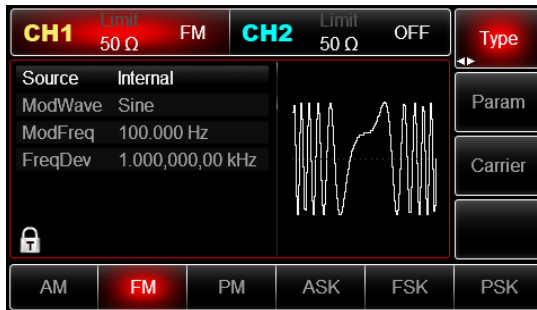 CH1 Limit 50 Ω FM CH2 Limit 50 Ω OFF Type
Source Internal
ModWave Sine
ModFreq 100.000 Hz
FreqDev 1.000,000,00 kHz
Param
Carrier
T
AM FM PM ASK FSK PSK